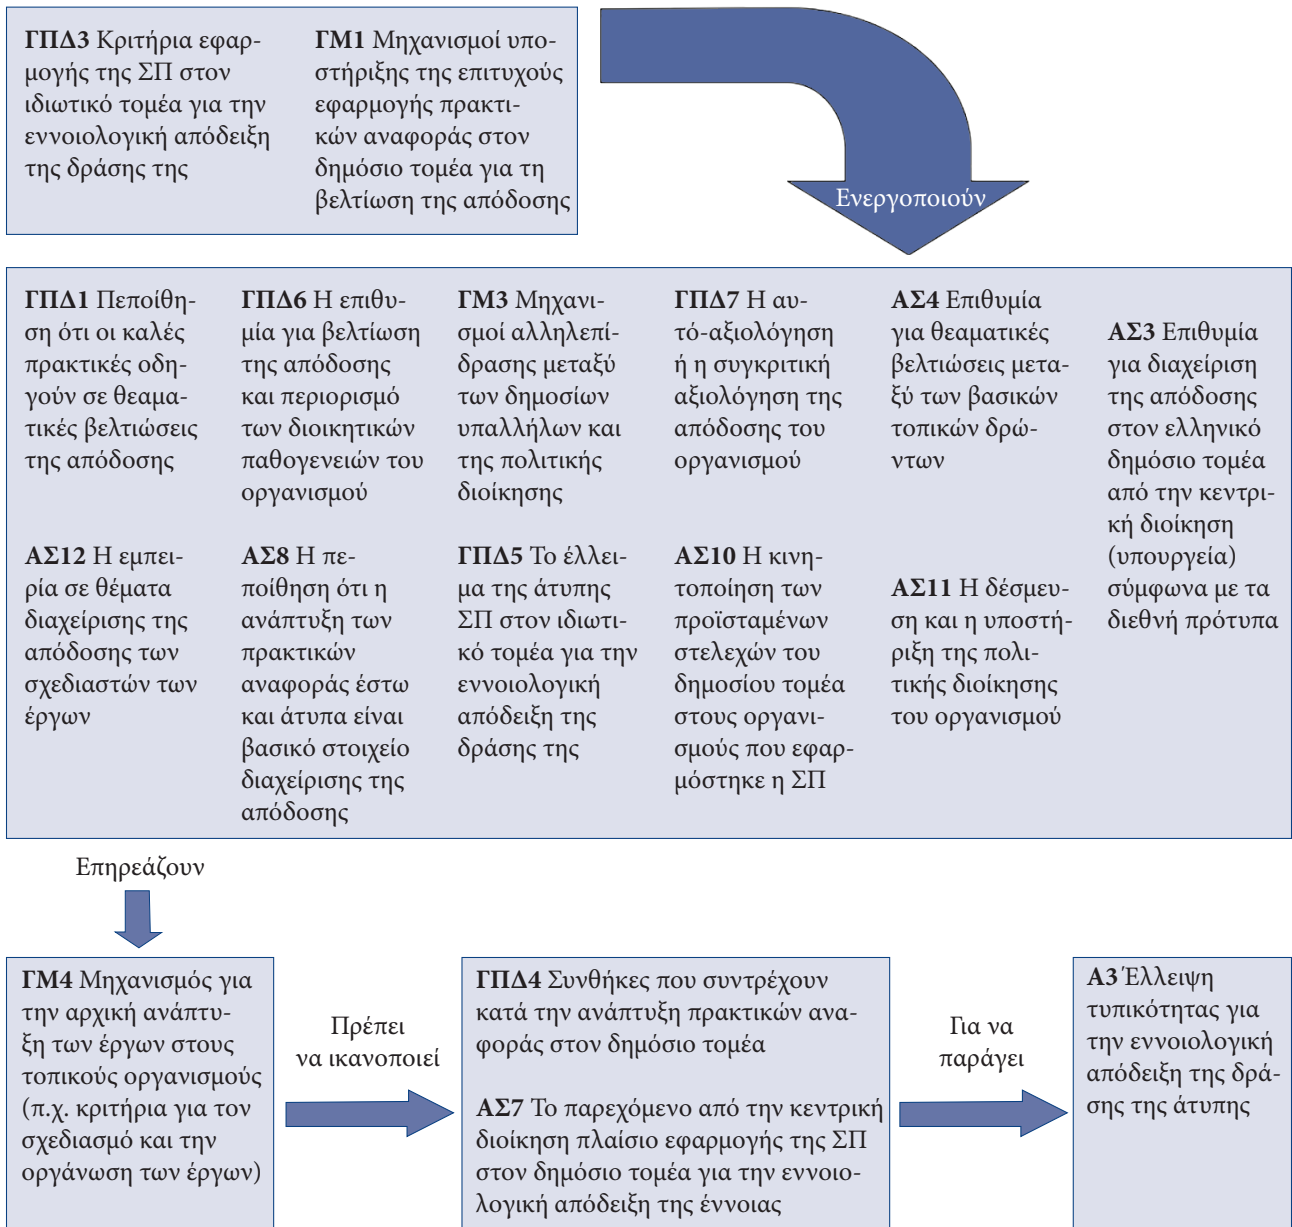 ΓΠΔ3 Κριτήρια εφαρ-
μογής της ΣΠ στον
ιδιωτικό τομέα για την
εννοιολογική απόδειξη
της δράσης της
ΓΜ1 Μηχανισμοί υπο-
στήριξης της επιτυχούς
εφαρμογής πρακτι-
κών αναφοράς στον
δημόσιο τομέα για τη
βελτίωση της απόδοσης
Ενεργοποιούν
ΓΠΔ1 Πεποίθη-
ση ότι οι καλές
πρακτικές οδη-
γούν σε θεαμα-
τικές βελτιώσεις
της απόδοσης
ΓΠΔ6 Η επιθυ-
μία για βελτίωση
της απόδοσης
και περιορισμό
των διοικητικών
παθογενειών του
οργανισμού
ΓΜ3 Μηχανι-
σμοί αλληλεπί-
δρασης μεταξύ
των δημοσίων
υπαλλήλων και
της πολιτικής
διοίκησης
ΓΠΔ7 Η αυ-
τό-αξιολόγηση
ή η συγκριτική
αξιολόγηση της
απόδοσης του
οργανισμού
ΑΣ4 Επιθυμία
για θεαματικές
βελτιώσεις μετα-
ξύ των βασικών
τοπικών δρώ-
ντων
ΑΣ3 Επιθυμία
για διαχείριση
της απόδοσης
στον ελληνικό
δημόσιο τομέα
από την κεντρι-
κή διοίκηση
(υπουργεία)
σύμφωνα με τα
διεθνή πρότυπα
ΑΣ12 Η εμπει-
ρία σε θέματα
διαχείρισης της
απόδοσης των
σχεδιαστών των
έργων
ΑΣ8 Η πε-
ποίθηση ότι η
ανάπτυξη των
πρακτικών
αναφοράς έστω
και άτυπα είναι
βασικό στοιχείο
διαχείρισης της
απόδοσης
ΓΠΔ5 Το έλλει-
μα της άτυπης
ΣΠ στον ιδιωτι-
κό τομέα για την
εννοιολογική
απόδειξη της
δράσης της
ΑΣ10 Η κινη-
τοποίηση των
προϊσταμένων
στελεχών του
δημοσίου τομέα
στους οργανι-
σμούς που εφαρ-
μόστηκε η ΣΠ
ΑΣ11 Η δέσμευ-
ση και η υποστή-
ριξη της πολι-
τικής διοίκησης
του οργανισμού
Επηρεάζουν
ΓΜ4 Μηχανισμός για
την αρχική ανάπτυ-
ξη των έργων στους
τοπικούς οργανισμούς
(π.χ. κριτήρια για τον
σχεδιασμό και την
οργάνωση των έργων)
Πρέπει
να ικανοποιεί
ΓΠΔ4 Συνθήκες που συντρέχουν
κατά την ανάπτυξη πρακτικών ανα-
φοράς στον δημόσιο τομέα
ΑΣ7 Το παρεχόμενο από την κεντρική
διοίκηση πλαίσιο εφαρμογής της ΣΠ
στον δημόσιο τομέα για την εννοιο-
λογική απόδειξη της έννοιας
Για να
παράγει
Α3 Έλλειψη
τυπικότητας για
την εννοιολογική
απόδειξη της δρά-
σης της άτυπης